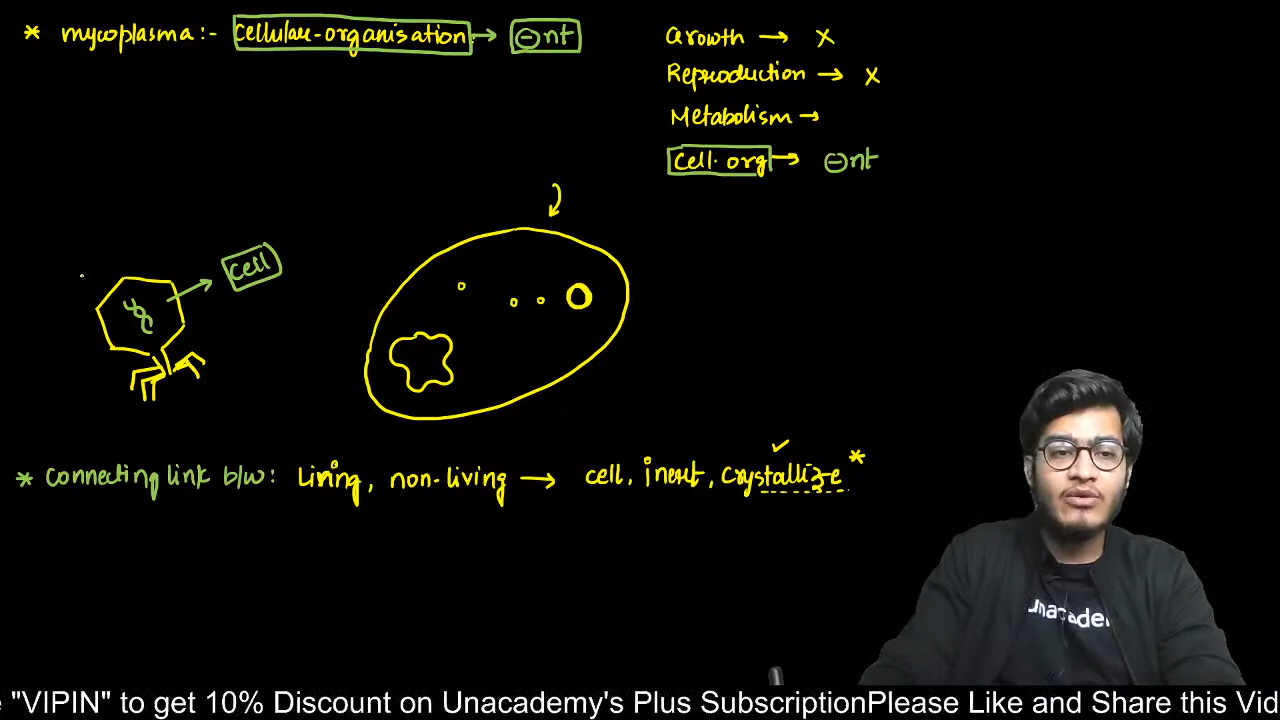 * mycoplasma:- Cellular-organisation → ⊖nt
Growth → x
Reproduction → x
Metabolism →
Cell. org → ⊖nt
cell
* Connecting link b/w: Living, non-living → cell, inert, crystallize *
unacadem
"VIPIN" to get 10% Discount on Unacademy's Plus SubscriptionPlease Like and Share this Vid